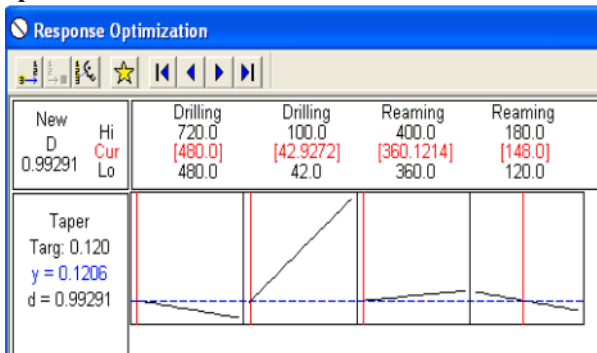 Response Optimization
New
D
0.99291
Hi
Cur
Lo
Drilling
720.0
[480.0]
480.0
Drilling
100.0
[42.9272]
42.0
Reaming
400.0
[360.1214]
360.0
Reaming
180.0
[148.0]
120.0
Taper
Targ: 0.120
y = 0.1206
d = 0.99291